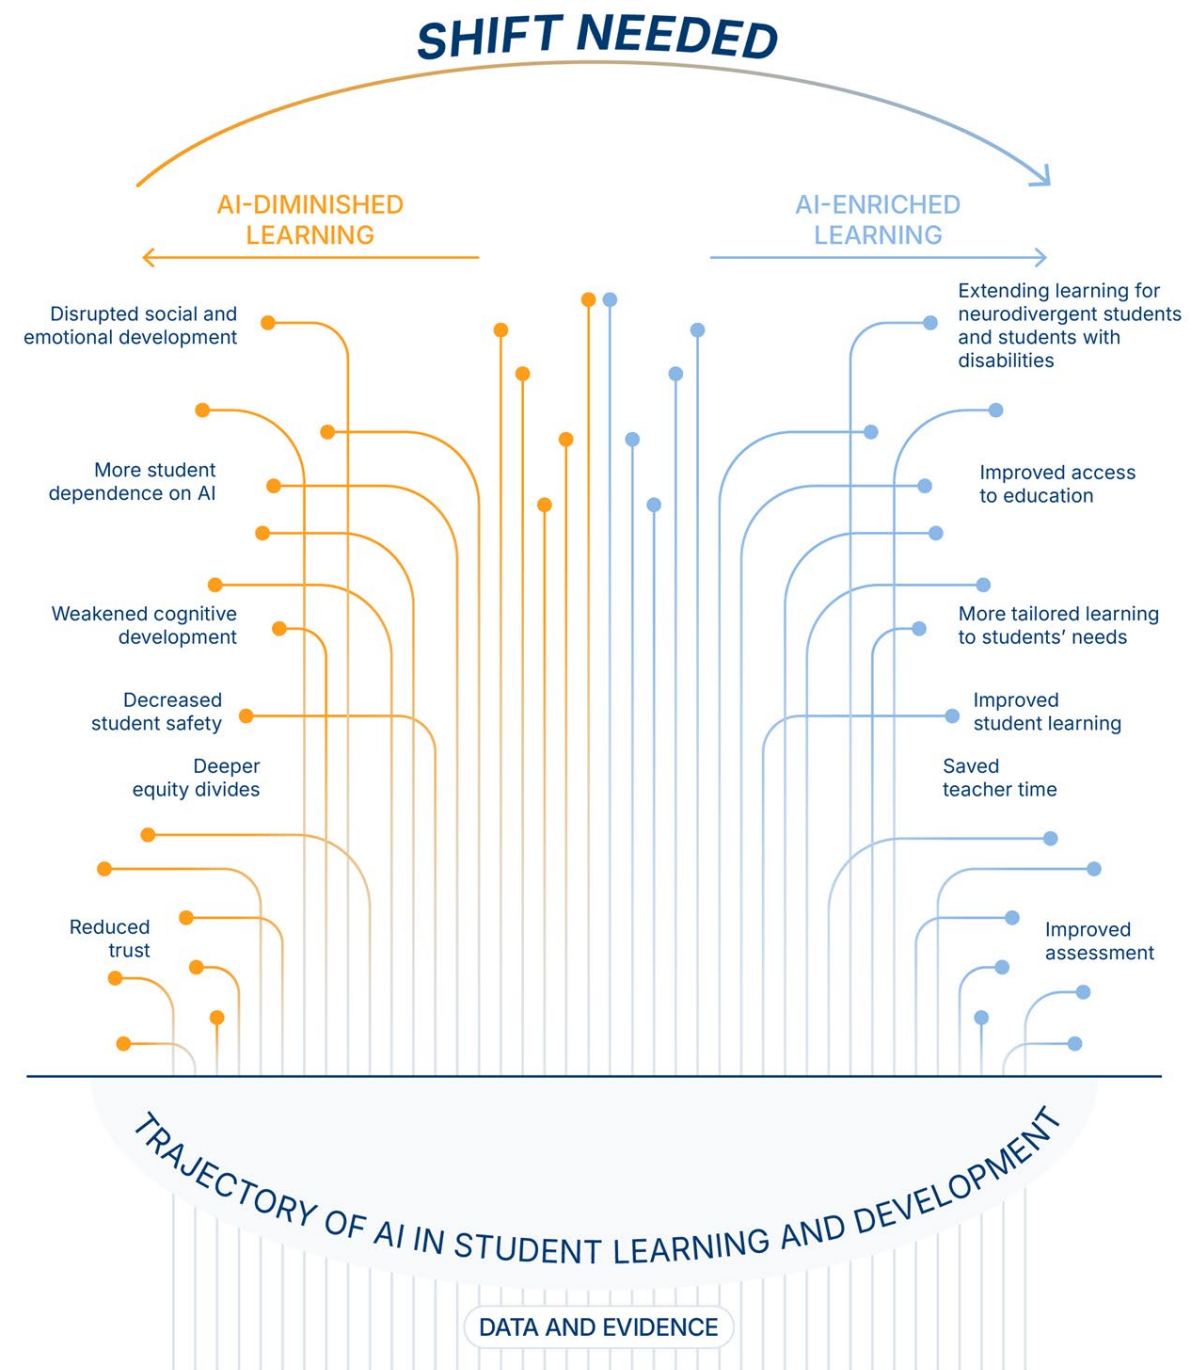 SHIFT NEEDED
AI-DIMINISHED
LEARNING
AI-ENRICHED
LEARNING
Disrupted social and
emotional development
More student
dependence on AI
Weakened cognitive
development
Decreased
student safety
Deeper
equity divides
Reduced
trust
Extending learning for
neurodivergent students
and students with
disabilities
Improved access
to education
More tailored learning
to students’ needs
Improved
student learning
Saved
teacher time
Improved
assessment
TRAJECTORY OF AI IN STUDENT LEARNING AND DEVELOPMENT
DATA AND EVIDENCE